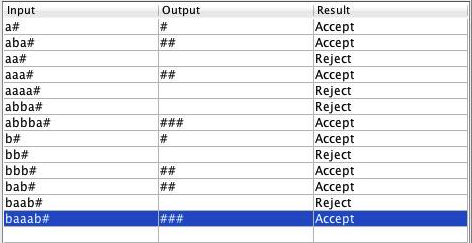 Input Output Result
a# # Accept
aba# ## Accept
aa# Reject
aaa# ## Accept
aaaa# Reject
abba# Reject
abbba# ### Accept
b# # Accept
bb# Reject
bbb# ## Accept
bab# ## Accept
baab# Reject
baaab# ### Accept